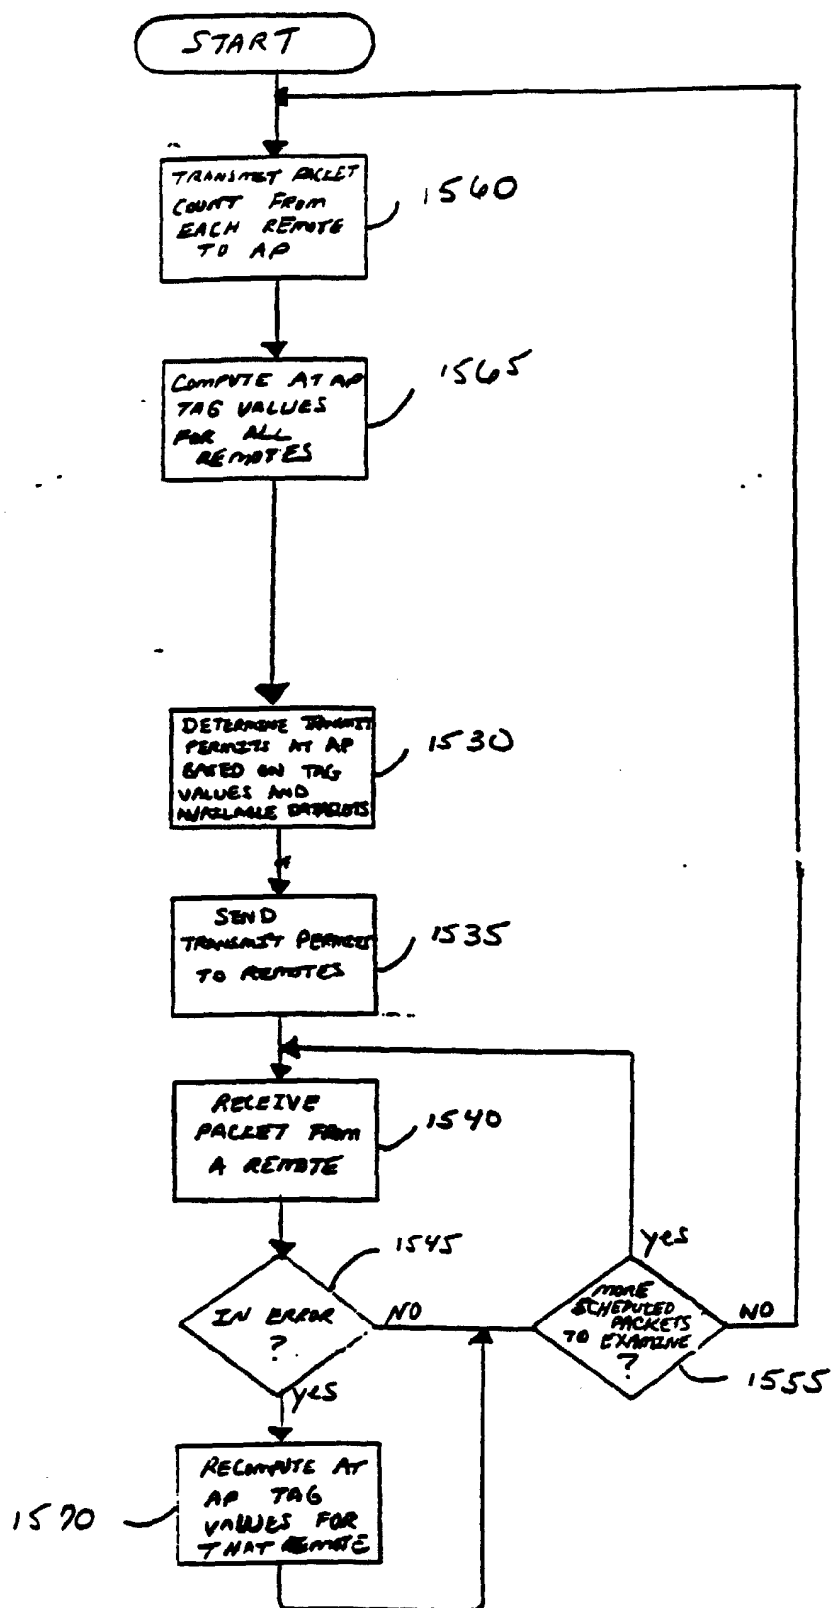 START
TRANSMIT PACKET
COUNT FROM
EACH REMOTE
TO AP
1560
COMPUTE AT AP
TAG VALUES
FOR ALL
REMOTES
1565
DETERMINE TRANSMIT
PERMITS AT AP
BASED ON TAG
VALUES AND
AVAILABLE DATASLOTS
1530
SEND
TRANSMIT PERMITS
TO REMOTES
1535
RECEIVE
PACKET FROM
A REMOTE
1540
1545
IN ERROR
?
NO
yes
yes
MORE
SCHEDULED
PACKETS
TO EXAMINE
?
NO
1555
RECOMPUTE AT
AP TAG
VALUES FOR
THAT REMOTE
1570